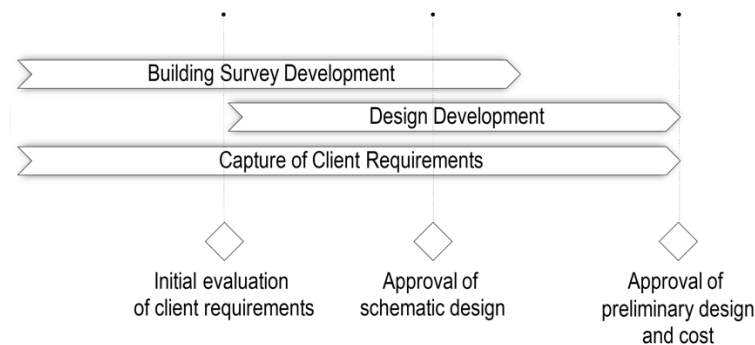 Building Survey Development
Design Development
Capture of Client Requirements
Initial evaluation
of client requirements
Approval of
schematic design
Approval of
preliminary design
and cost